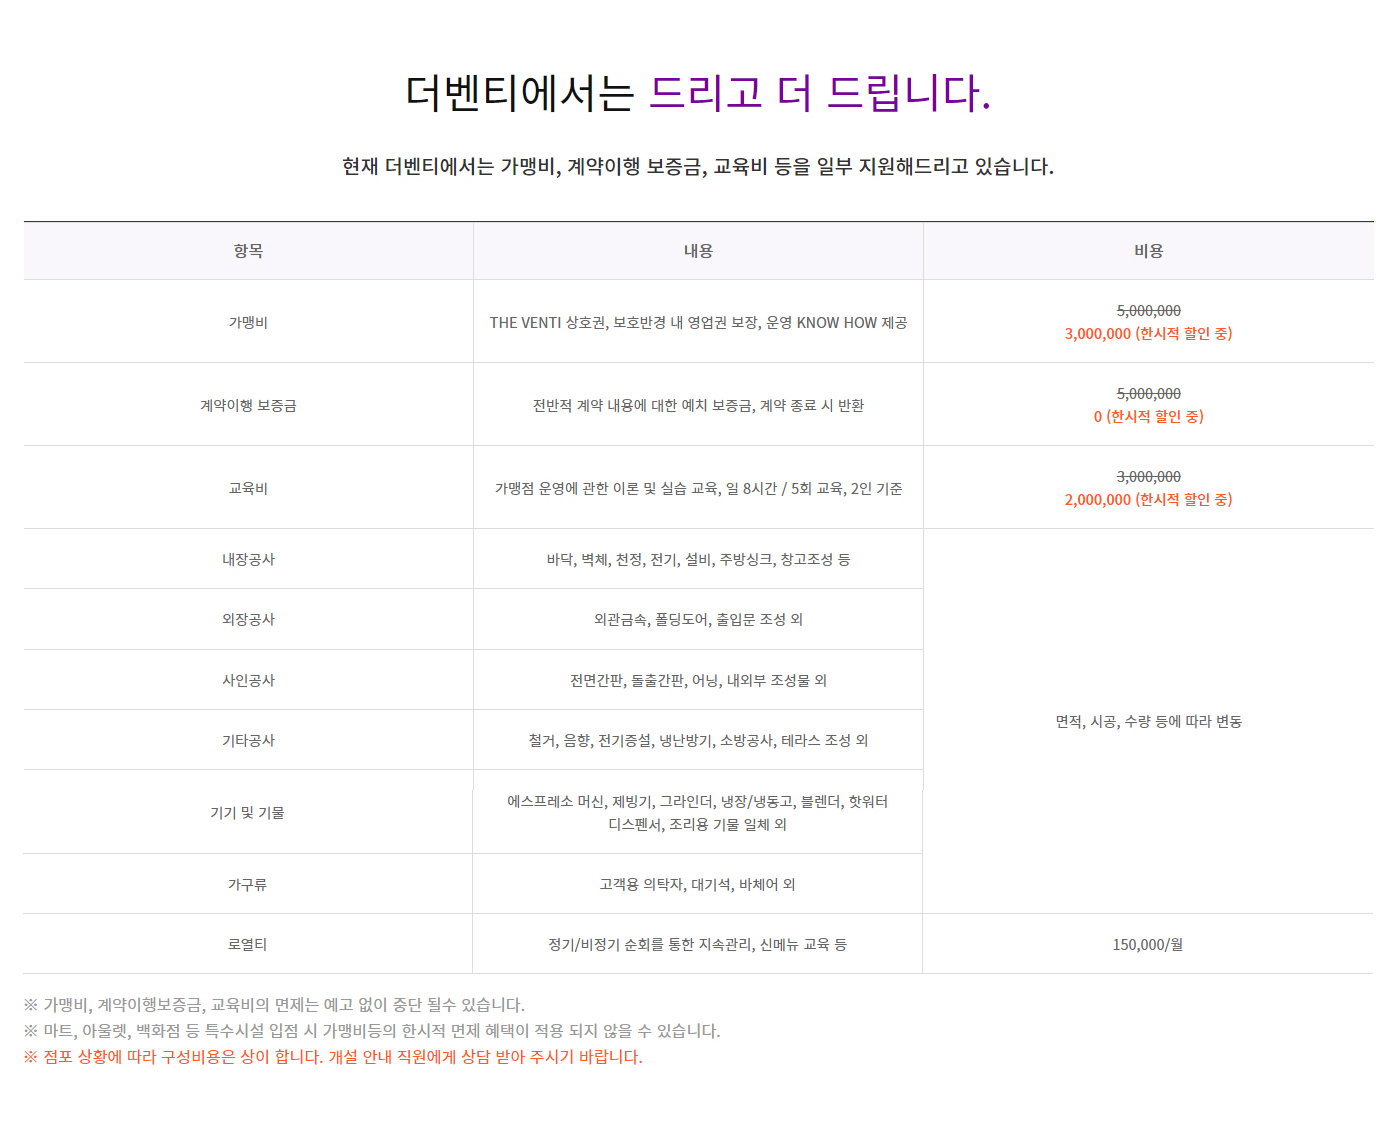 더벤티에서는 드리고 더 드립니다.
현재 더벤티에서는 가맹비, 계약이행 보증금, 교육비 등을 일부 지원해드리고 있습니다.
항목 내용 비용
가맹비 THE VENTI 상호권, 보호반경 내 영업권 보장, 운영 KNOW HOW 제공 5,000,000
3,000,000 (한시적 할인 중)
계약이행 보증금 전반적 계약 내용에 대한 예치 보증금, 계약 종료 시 반환 5,000,000
0 (한시적 할인 중)
교육비 가맹점 운영에 관한 이론 및 실습 교육, 일 8시간 / 5회 교육, 2인 기준 3,000,000
2,000,000 (한시적 할인 중)
내장공사 바닥, 벽체, 천정, 전기, 설비, 주방싱크, 창고조성 등
외장공사 외관금속, 폴딩도어, 출입문 조성 외
사인공사 전면간판, 돌출간판, 어닝, 내외부 조성물 외
면적, 시공, 수량 등에 따라 변동
기타공사 철거, 음향, 전기증설, 냉난방기, 소방공사, 테라스 조성 외
기기 및 기물 에스프레소 머신, 제빙기, 그라인더, 냉장/냉동고, 블렌더, 핫워터
디스펜서, 조리용 기물 일체 외
가구류 고객용 의탁자, 대기석, 바체어 외
로열티 정기/비정기 순회를 통한 지속관리, 신메뉴 교육 등 150,000/월
※ 가맹비, 계약이행보증금, 교육비의 면제는 예고 없이 중단 될수 있습니다.
※ 마트, 아울렛, 백화점 등 특수시설 입점 시 가맹비등의 한시적 면제 혜택이 적용 되지 않을 수 있습니다.
※ 점포 상황에 따라 구성비용은 상이 합니다. 개설 안내 직원에게 상담 받아 주시기 바랍니다.